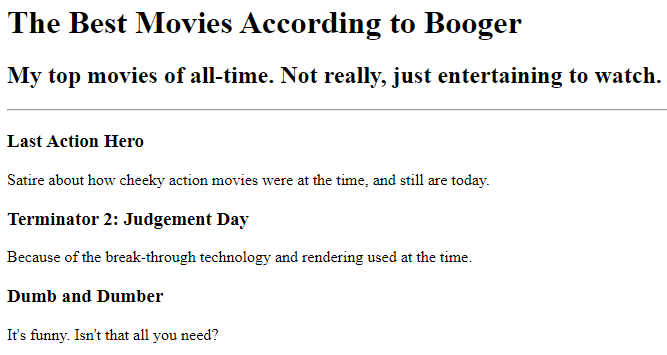 The Best Movies According to Booger
My top movies of all-time. Not really, just entertaining to watch.
Last Action Hero
Satire about how cheeky action movies were at the time, and still are today.
Terminator 2: Judgement Day
Because of the break-through technology and rendering used at the time.
Dumb and Dumber
It's funny. Isn't that all you need?